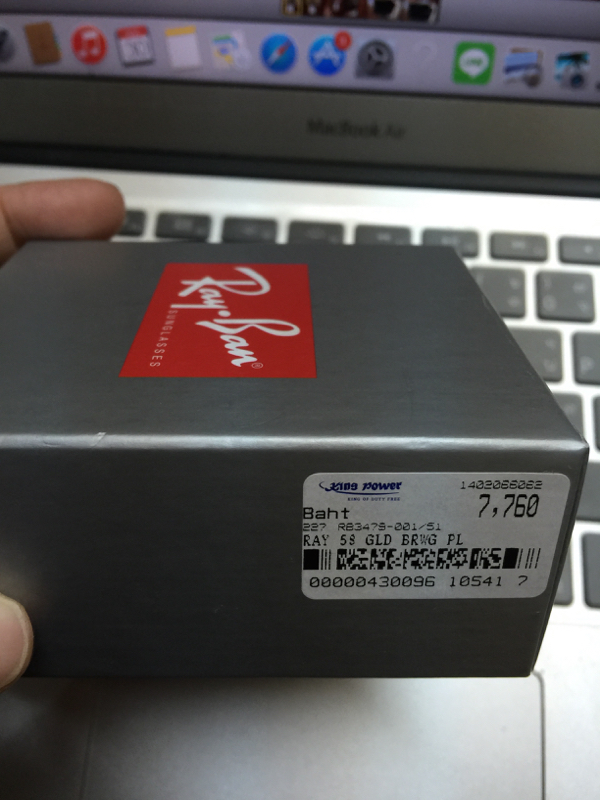 MacBook Air
LINE
Ray-Ban®
SUNGLASSES
King Power
KING OF DUTY FREE
1402066062
Baht 7,760
227 RB3479-001/51
RAY 58 GLD BRWG PL
00000430096 10541 7